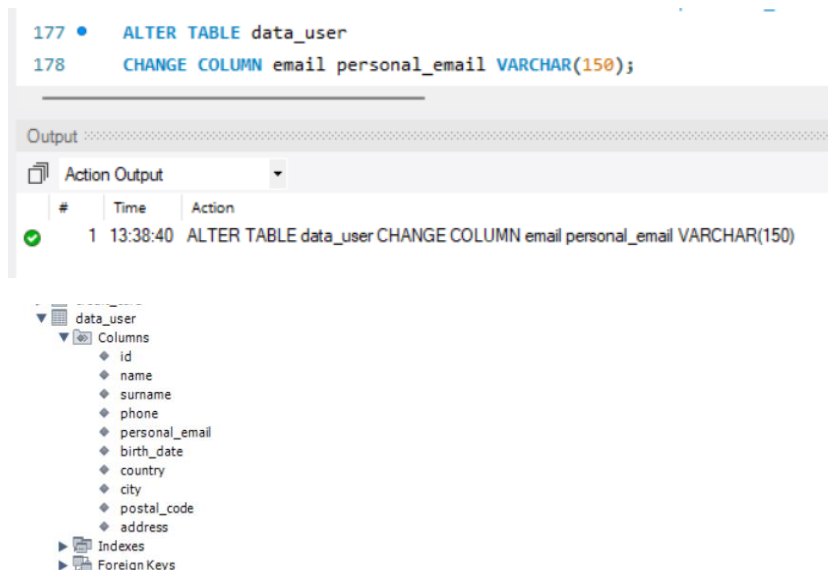 177 ALTER TABLE data_user
178 CHANGE COLUMN email personal_email VARCHAR(150);
Output
Action Output
# Time Action
1 13:38:40 ALTER TABLE data_user CHANGE COLUMN email personal_email VARCHAR(150)
data_user
Columns
id
name
surname
phone
personal_email
birth_date
country
city
postal_code
address
Indexes
Foreign Keys